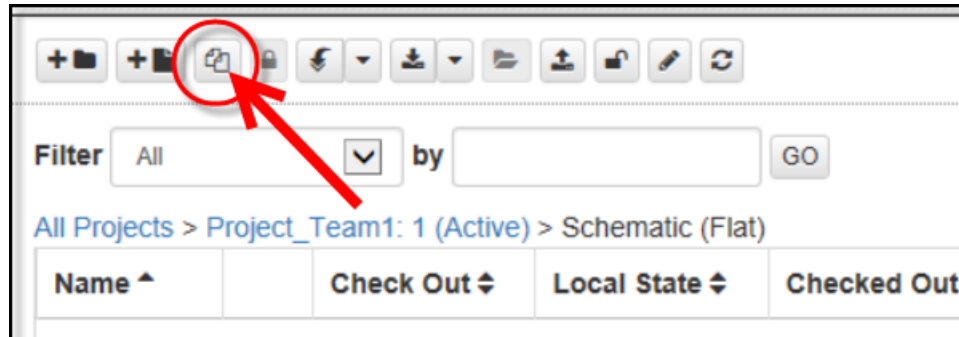 Filter All by GO
All Projects > Project_Team1: 1 (Active) > Schematic (Flat)
Name Check Out Local State Checked Out